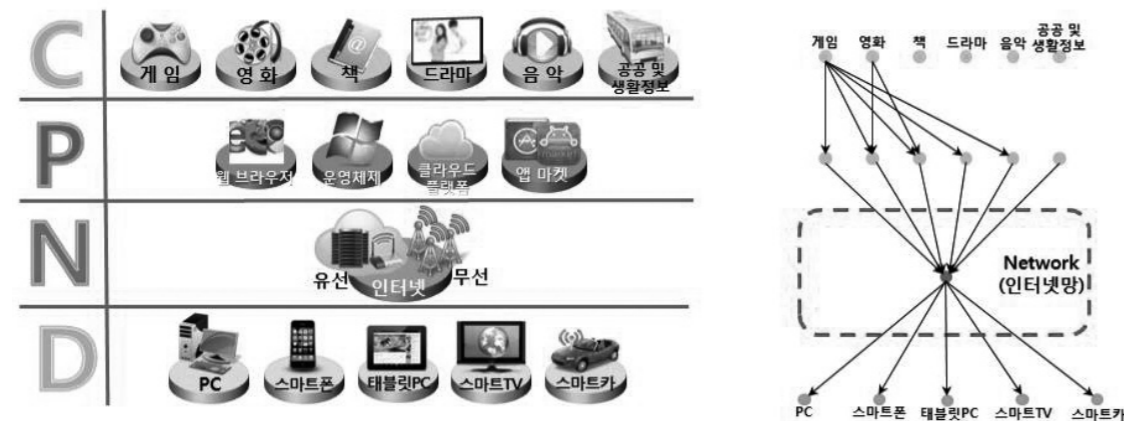 C
게 임
영 화
책
드라마
음 악
공공 및
생활정보
P
웹 브라우저
운영체제
클라우드
플랫폼
앱 마켓
N
유선
인터넷
무선
D
PC
스마트폰
태블릿PC
스마트TV
스마트카
게임
영화
책
드라마
음악
공공 및
생활정보
Network
(인터넷망)
PC
스마트폰
태블릿PC
스마트TV
스마트카